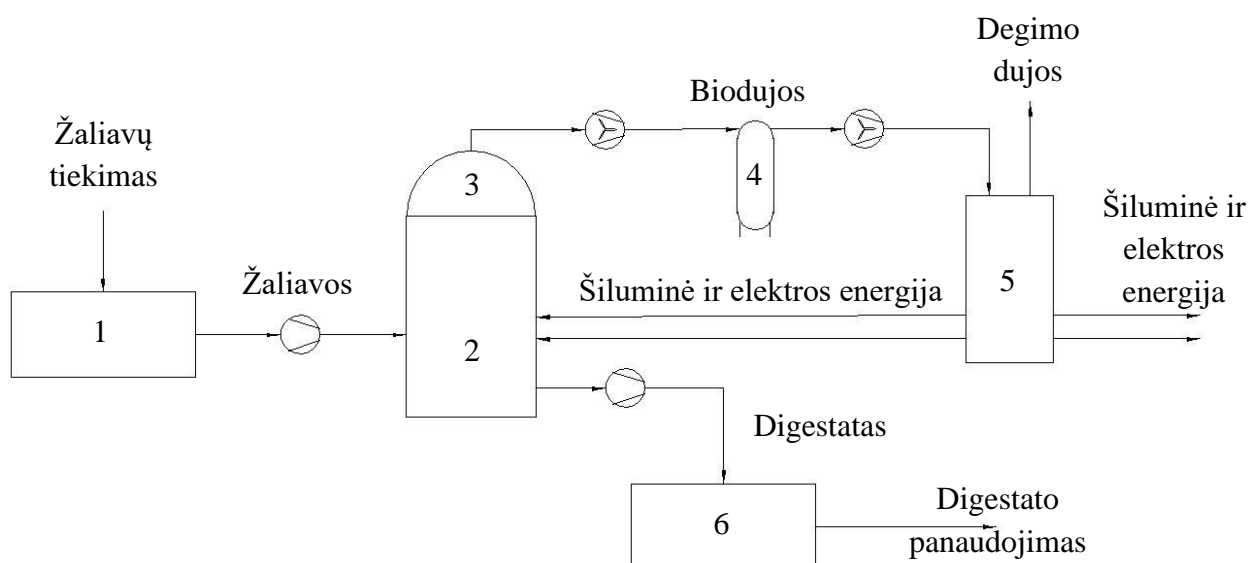 Degimo
dujos
Biodujos
Žaliavų
tiekimas
3
4
Šiluminė ir
elektros
energija
Žaliavos
Šiluminė ir elektros energija
5
1
2
Digestatas
6
Digestato
panaudojimas